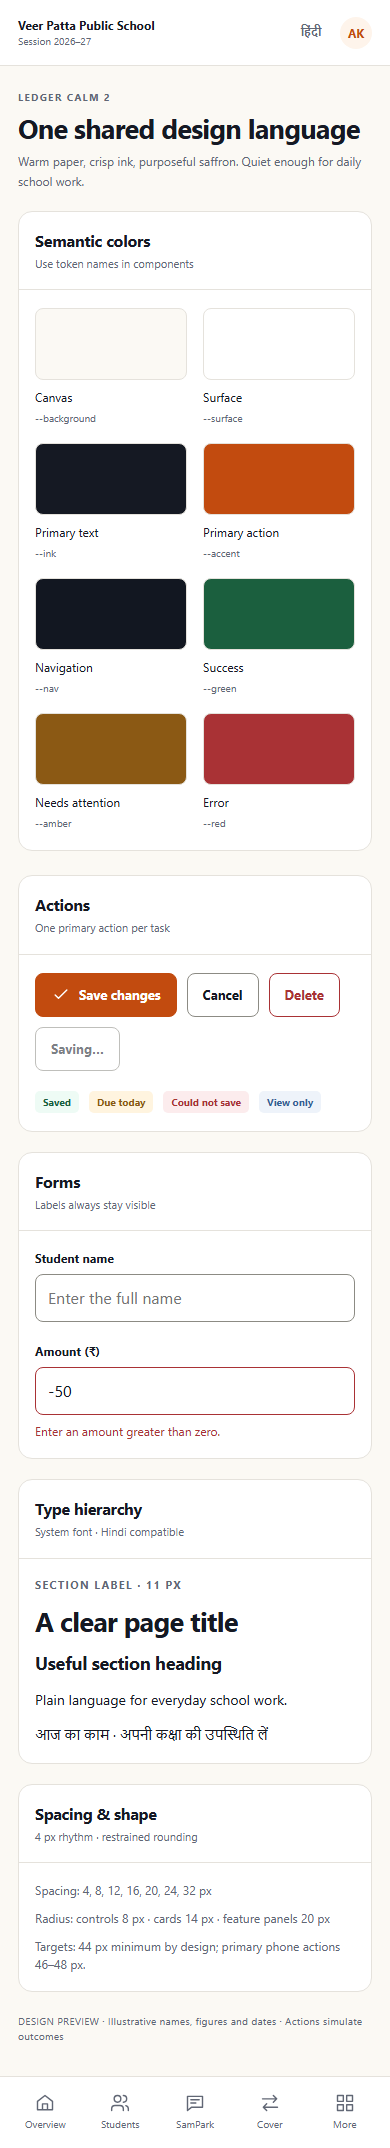 Veer Patta Public School
Session 2026–27
हिंदी
AK
LEDGER CALM 2
One shared design language
Warm paper, crisp ink, purposeful saffron. Quiet enough for daily
school work.
Semantic colors
Use token names in components
Canvas
--background
Surface
--surface
Primary text
--ink
Primary action
--accent
Navigation
--nav
Success
--green
Needs attention
--amber
Error
--red
Actions
One primary action per task
Save changes
Cancel
Delete
Saving...
Saved
Due today
Could not save
View only
Forms
Labels always stay visible
Student name
Enter the full name
Amount (₹)
-50
Enter an amount greater than zero.
Type hierarchy
System font · Hindi compatible
SECTION LABEL · 11 PX
A clear page title
Useful section heading
Plain language for everyday school work.
आज का काम · अपनी कक्षा की उपस्थिति लें
Spacing & shape
4 px rhythm · restrained rounding
Spacing: 4, 8, 12, 16, 20, 24, 32 px
Radius: controls 8 px · cards 14 px · feature panels 20 px
Targets: 44 px minimum by design; primary phone actions
46–48 px.
DESIGN PREVIEW · Illustrative names, figures and dates · Actions simulate
outcomes
Overview
Students
SamPark
Cover
More